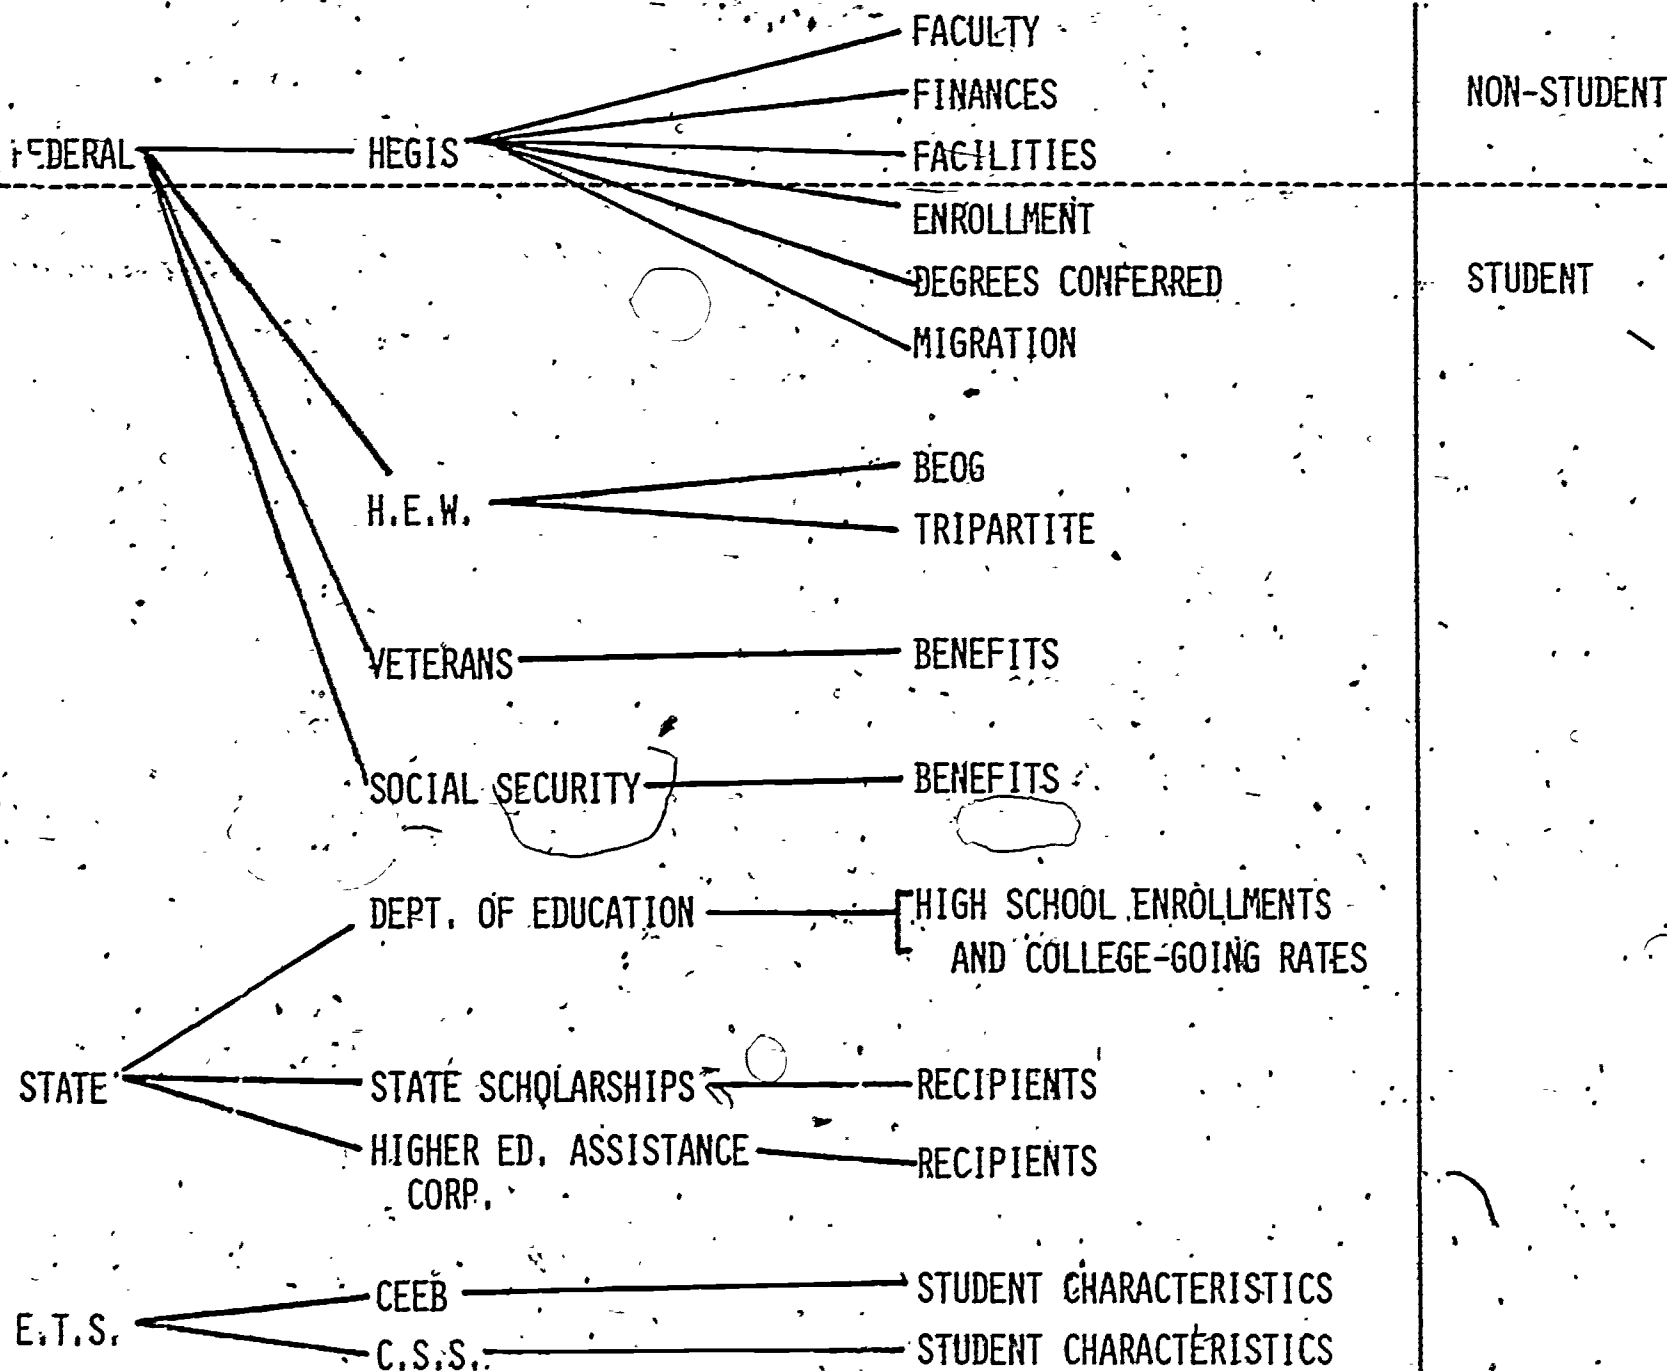 FACULTY
FINANCES NON-STUDENT
FEDERAL HEGIS FACILITIES
ENROLLMENT
DEGREES CONFERRED STUDENT
MIGRATION
BEOG
H.E.W.
TRIPARTITE
VETERANS BENEFITS
SOCIAL SECURITY BENEFITS
DEPT. OF EDUCATION HIGH SCHOOL ENROLLMENTS
AND COLLEGE-GOING RATES
STATE STATE SCHOLARSHIPS RECIPIENTS
HIGHER ED. ASSISTANCE RECIPIENTS
CORP.
CEEB STUDENT CHARACTERISTICS
E.T.S.
C.S.S. STUDENT CHARACTERISTICS